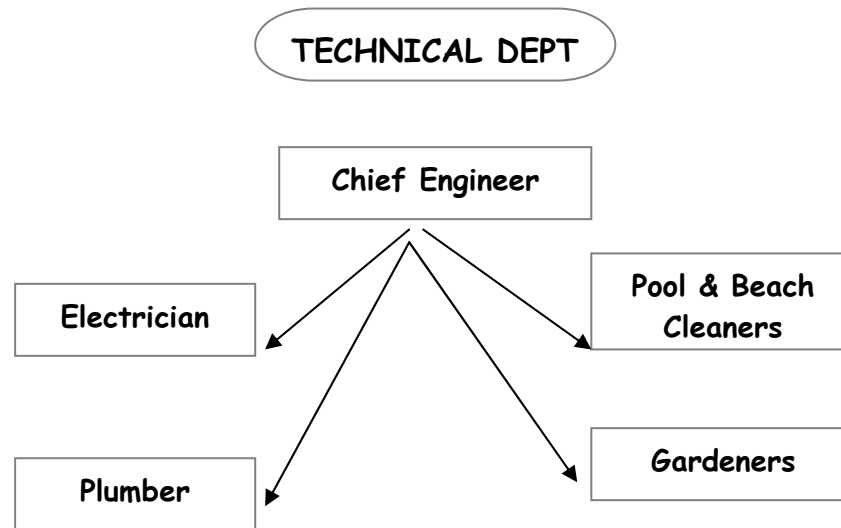 TECHNICAL DEPT
Chief Engineer
Electrician
Pool & Beach
Cleaners
Plumber
Gardeners